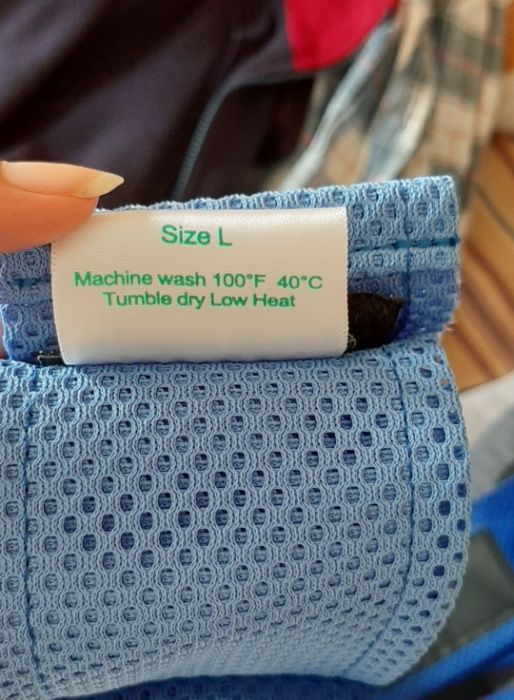 Size L
Machine wash 100°F 40°C
Tumble dry Low Heat